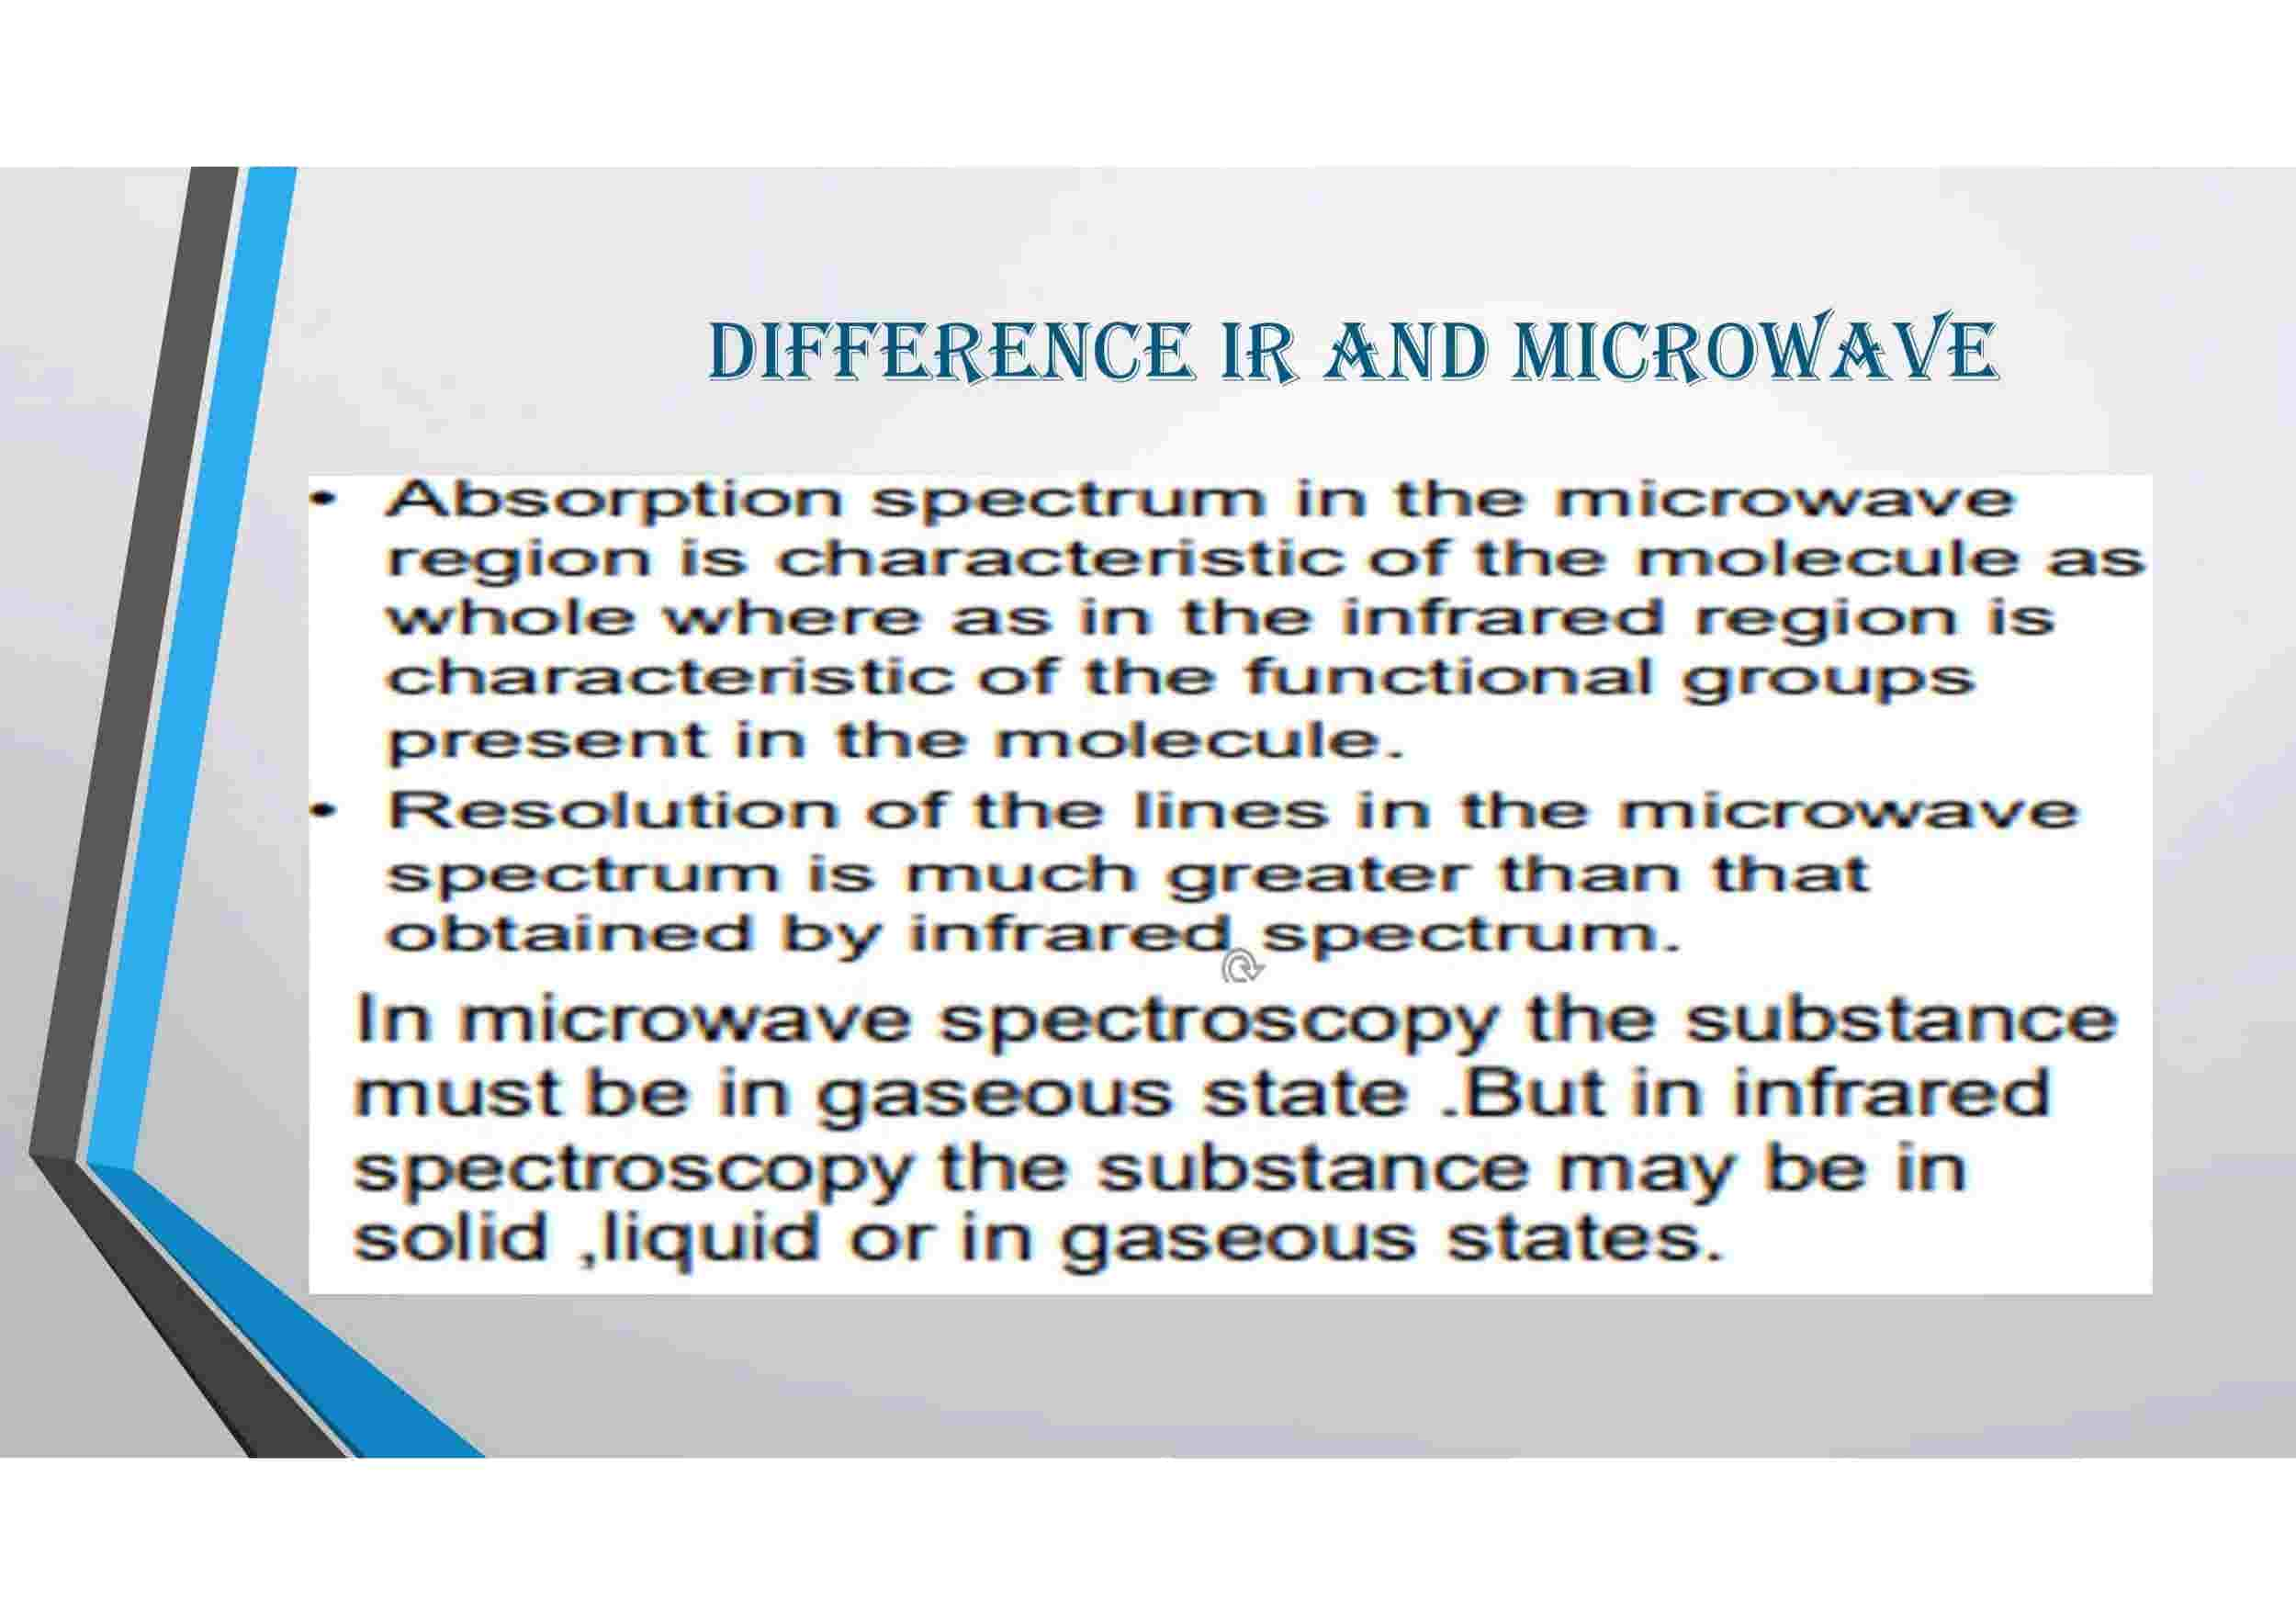 DIFFERENCE IR AND MICROWAVE
• Absorption spectrum in the microwave
region is characteristic of the molecule as
whole where as in the infrared region is
characteristic of the functional groups
present in the molecule.
• Resolution of the lines in the microwave
spectrum is much greater than that
obtained by infrared spectrum.
In microwave spectroscopy the substance
must be in gaseous state .But in infrared
spectroscopy the substance may be in
solid ,liquid or in gaseous states.